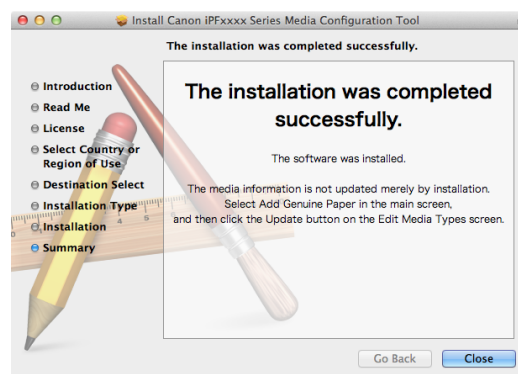 Install Canon iPFxxxx Series Media Configuration Tool
The installation was completed successfully.
Introduction
Read Me
License
Select Country or
Region of Use
Destination Select
Installation Type
Installation
Summary
The installation was completed
successfully.
The software was installed.
The media information is not updated merely by installation.
Select Add Genuine Paper in the main screen,
and then click the Update button on the Edit Media Types screen.
4 5
Go Back
Close